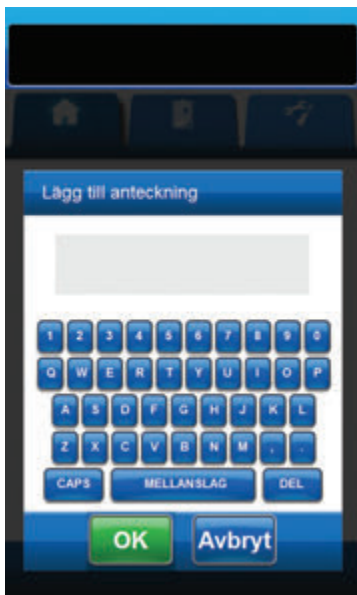 Lägg till anteckning
1 2 3 4 5 6 7 8 9 0
Q W E R T Y U I O P
A S D F G H J K L
Z X C V B N M , .
CAPS MELLANSLAG DEL
OK Avbryt